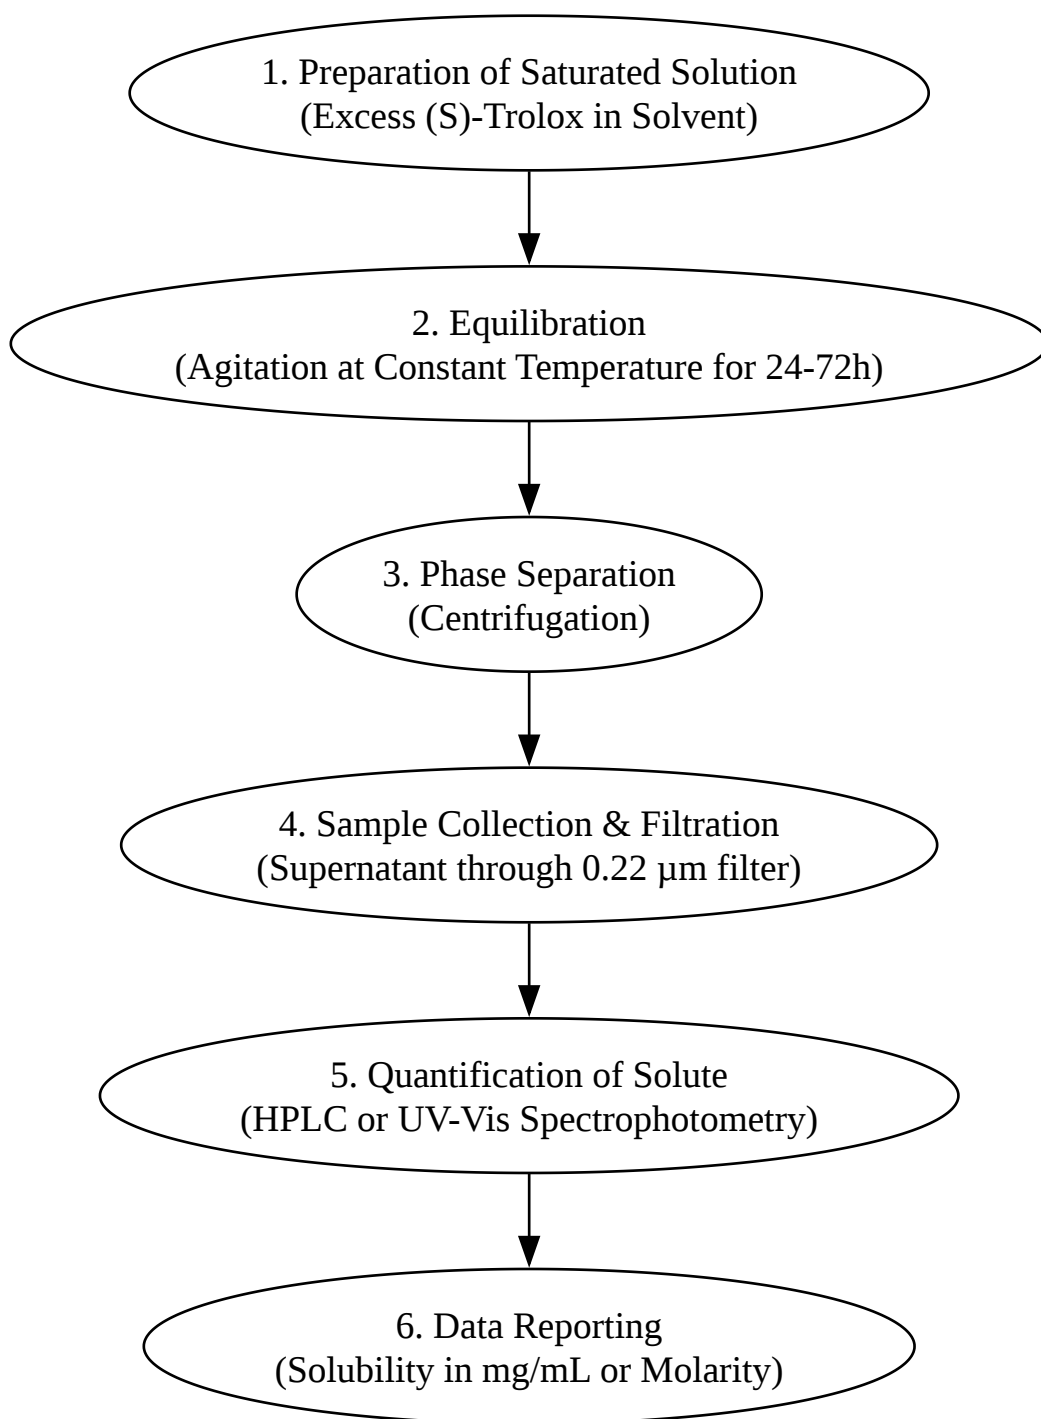 1. Preparation of Saturated Solution
(Excess (S)-Trolox in Solvent)
2. Equilibration
(Agitation at Constant Temperature for 24-72h)
3. Phase Separation
(Centrifugation)
4. Sample Collection & Filtration
(Supernatant through 0.22 µm filter)
5. Quantification of Solute
(HPLC or UV-Vis Spectrophotometry)
6. Data Reporting
(Solubility in mg/mL or Molarity)